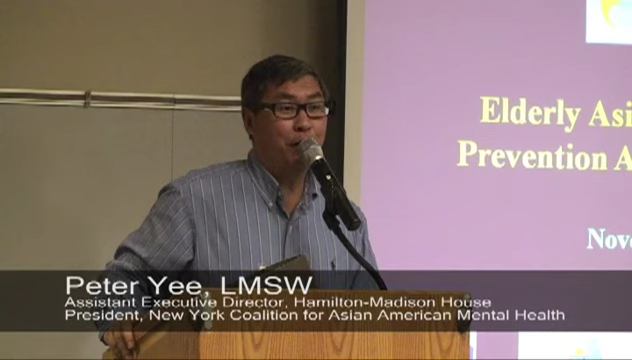 Elderly Asi
Prevention A
Nove
Peter Yee, LMSW
Assistant Executive Director, Hamilton-Madison House
President, New York Coalition for Asian American Mental Health